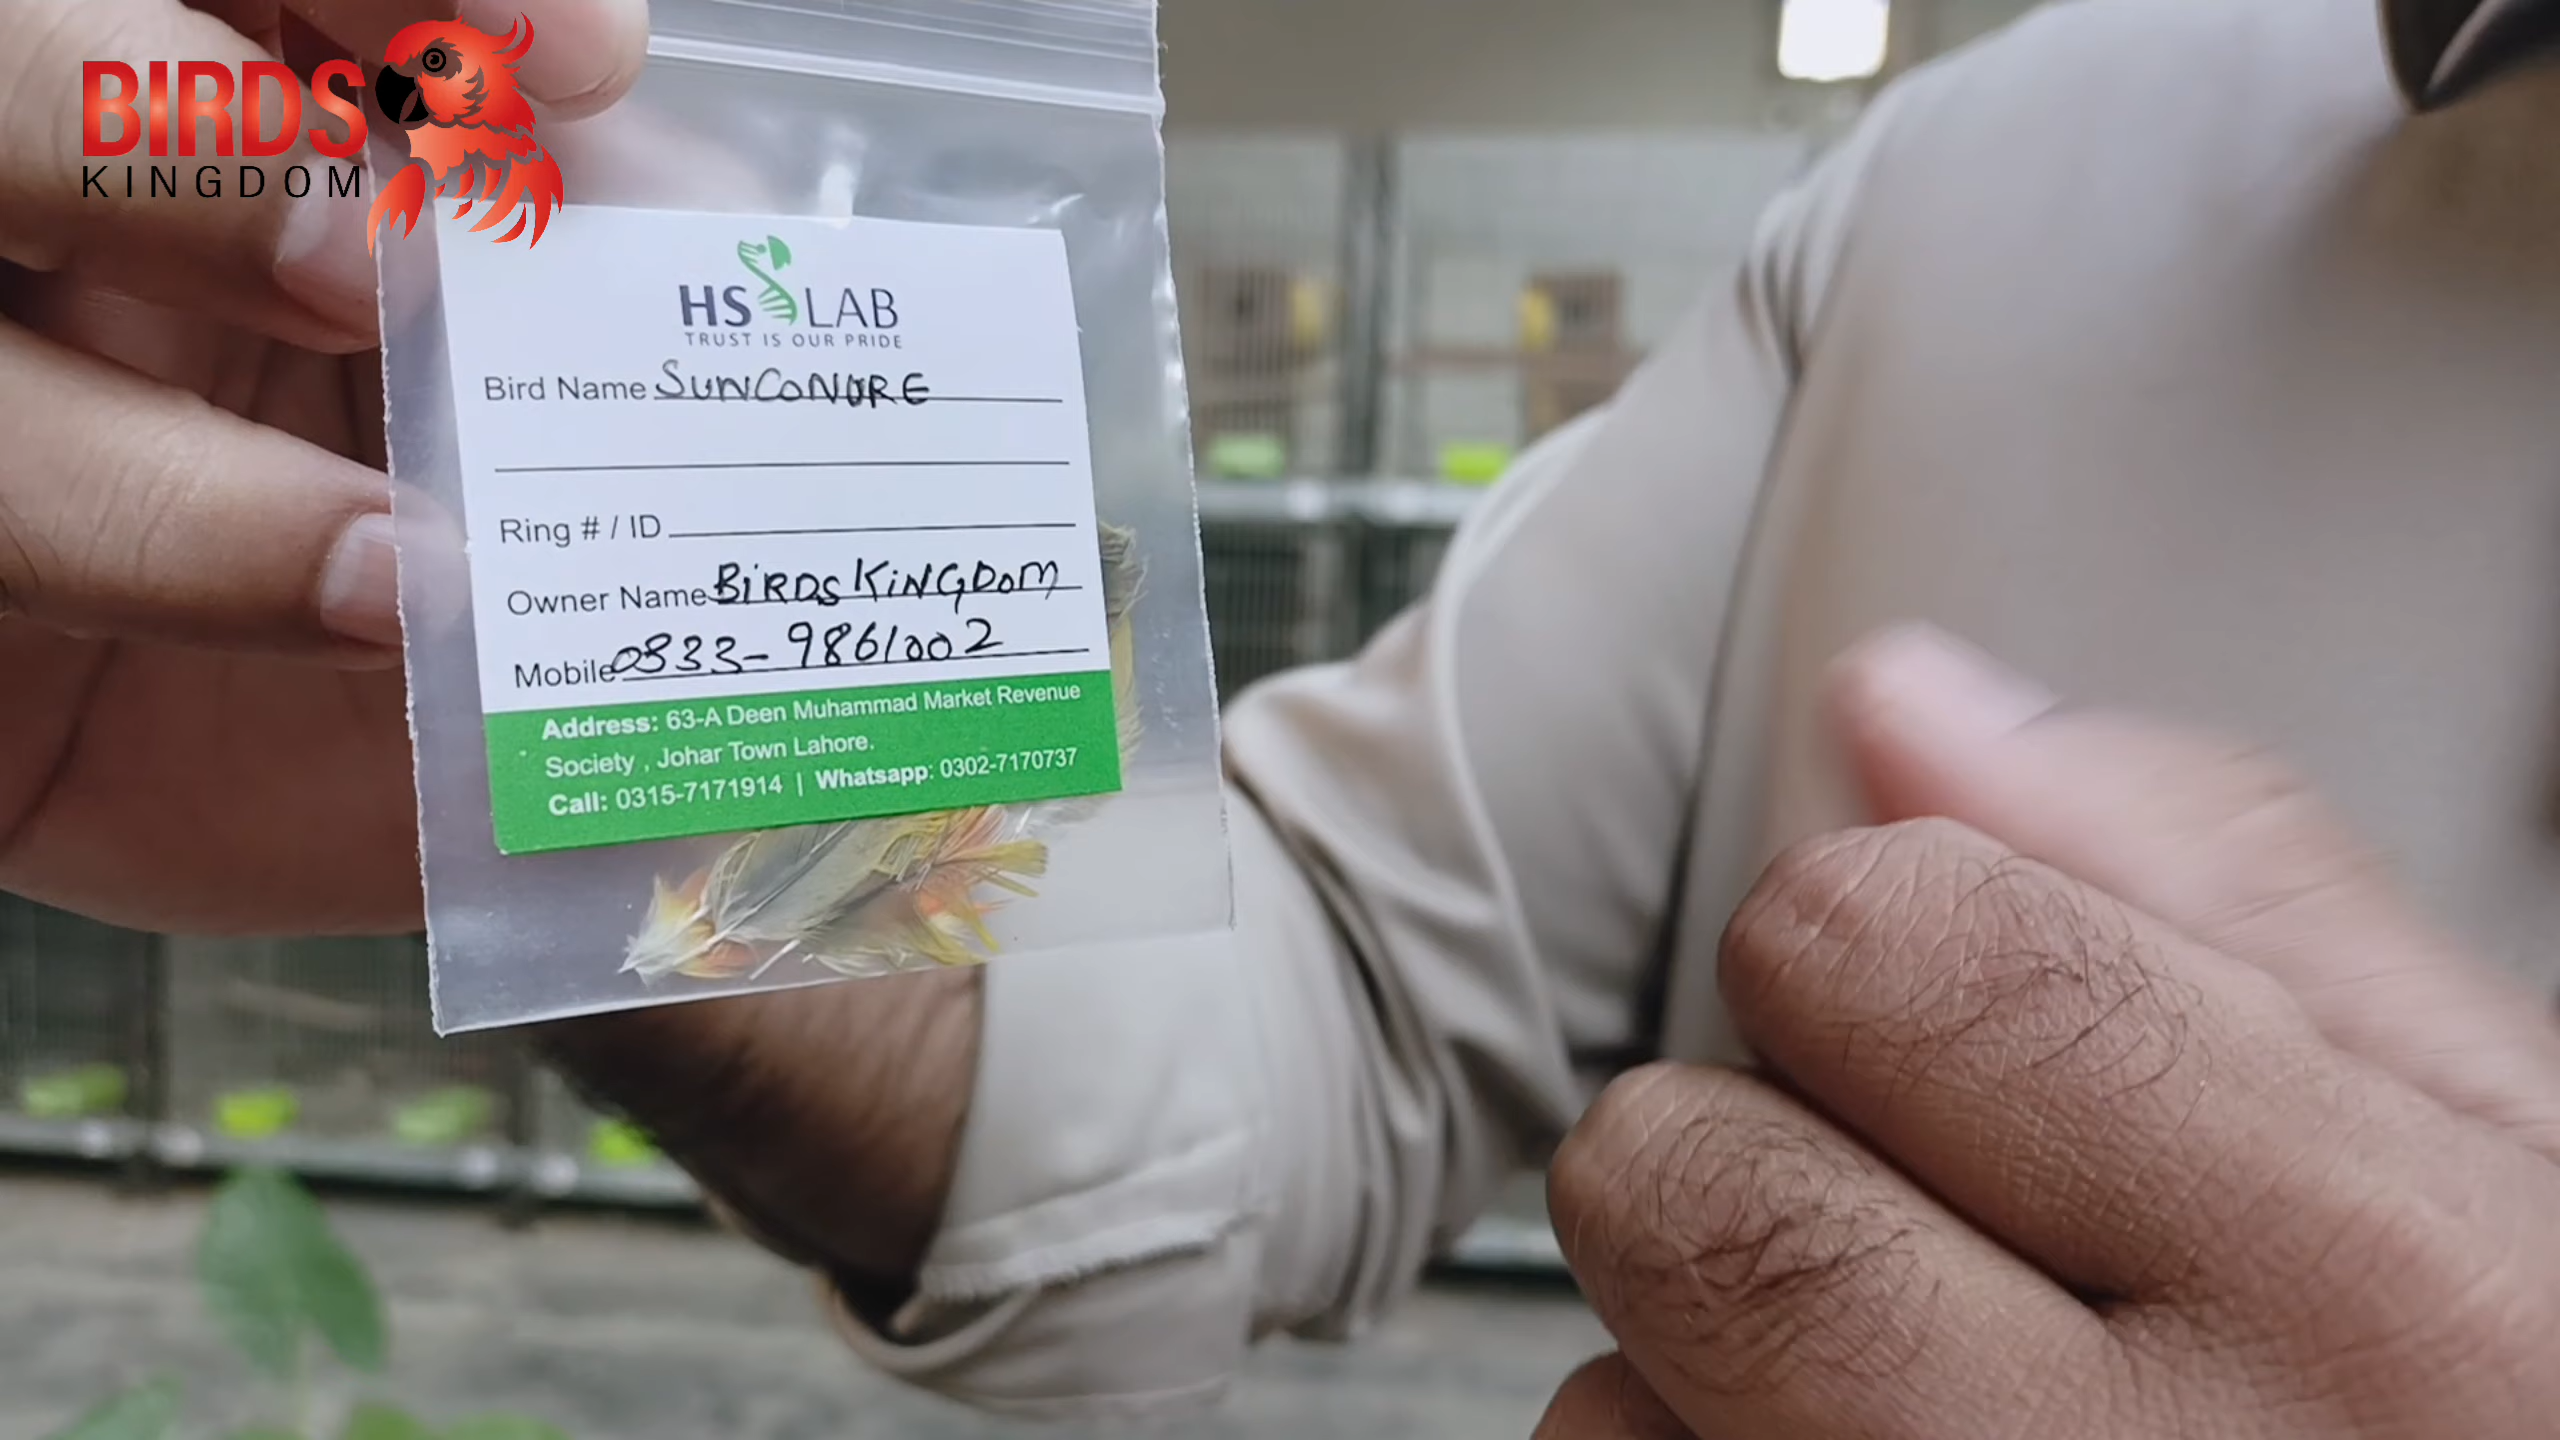 BIRDS
KINGDOM
HS LAB
TRUST IS OUR PRIDE
Bird Name SUNCONURE
Ring # / ID
Owner Name BIRDS KINGDOM
Mobile 0333-9861002
Address: 63-A Deen Muhammad Market Revenue
Society , Johar Town Lahore.
Call: 0315-7171914 | Whatsapp: 0302-7170737